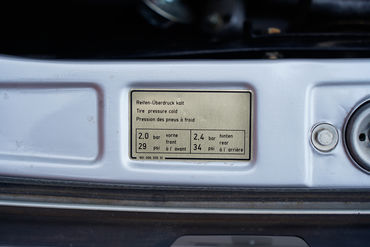 Reifen-Überdruck kalt
Tire pressure cold
Pression des pneus à froid
2,0 bar vorne 2,4 bar hinten
front rear
29 psi à l'avant 34 psi à l'arrière